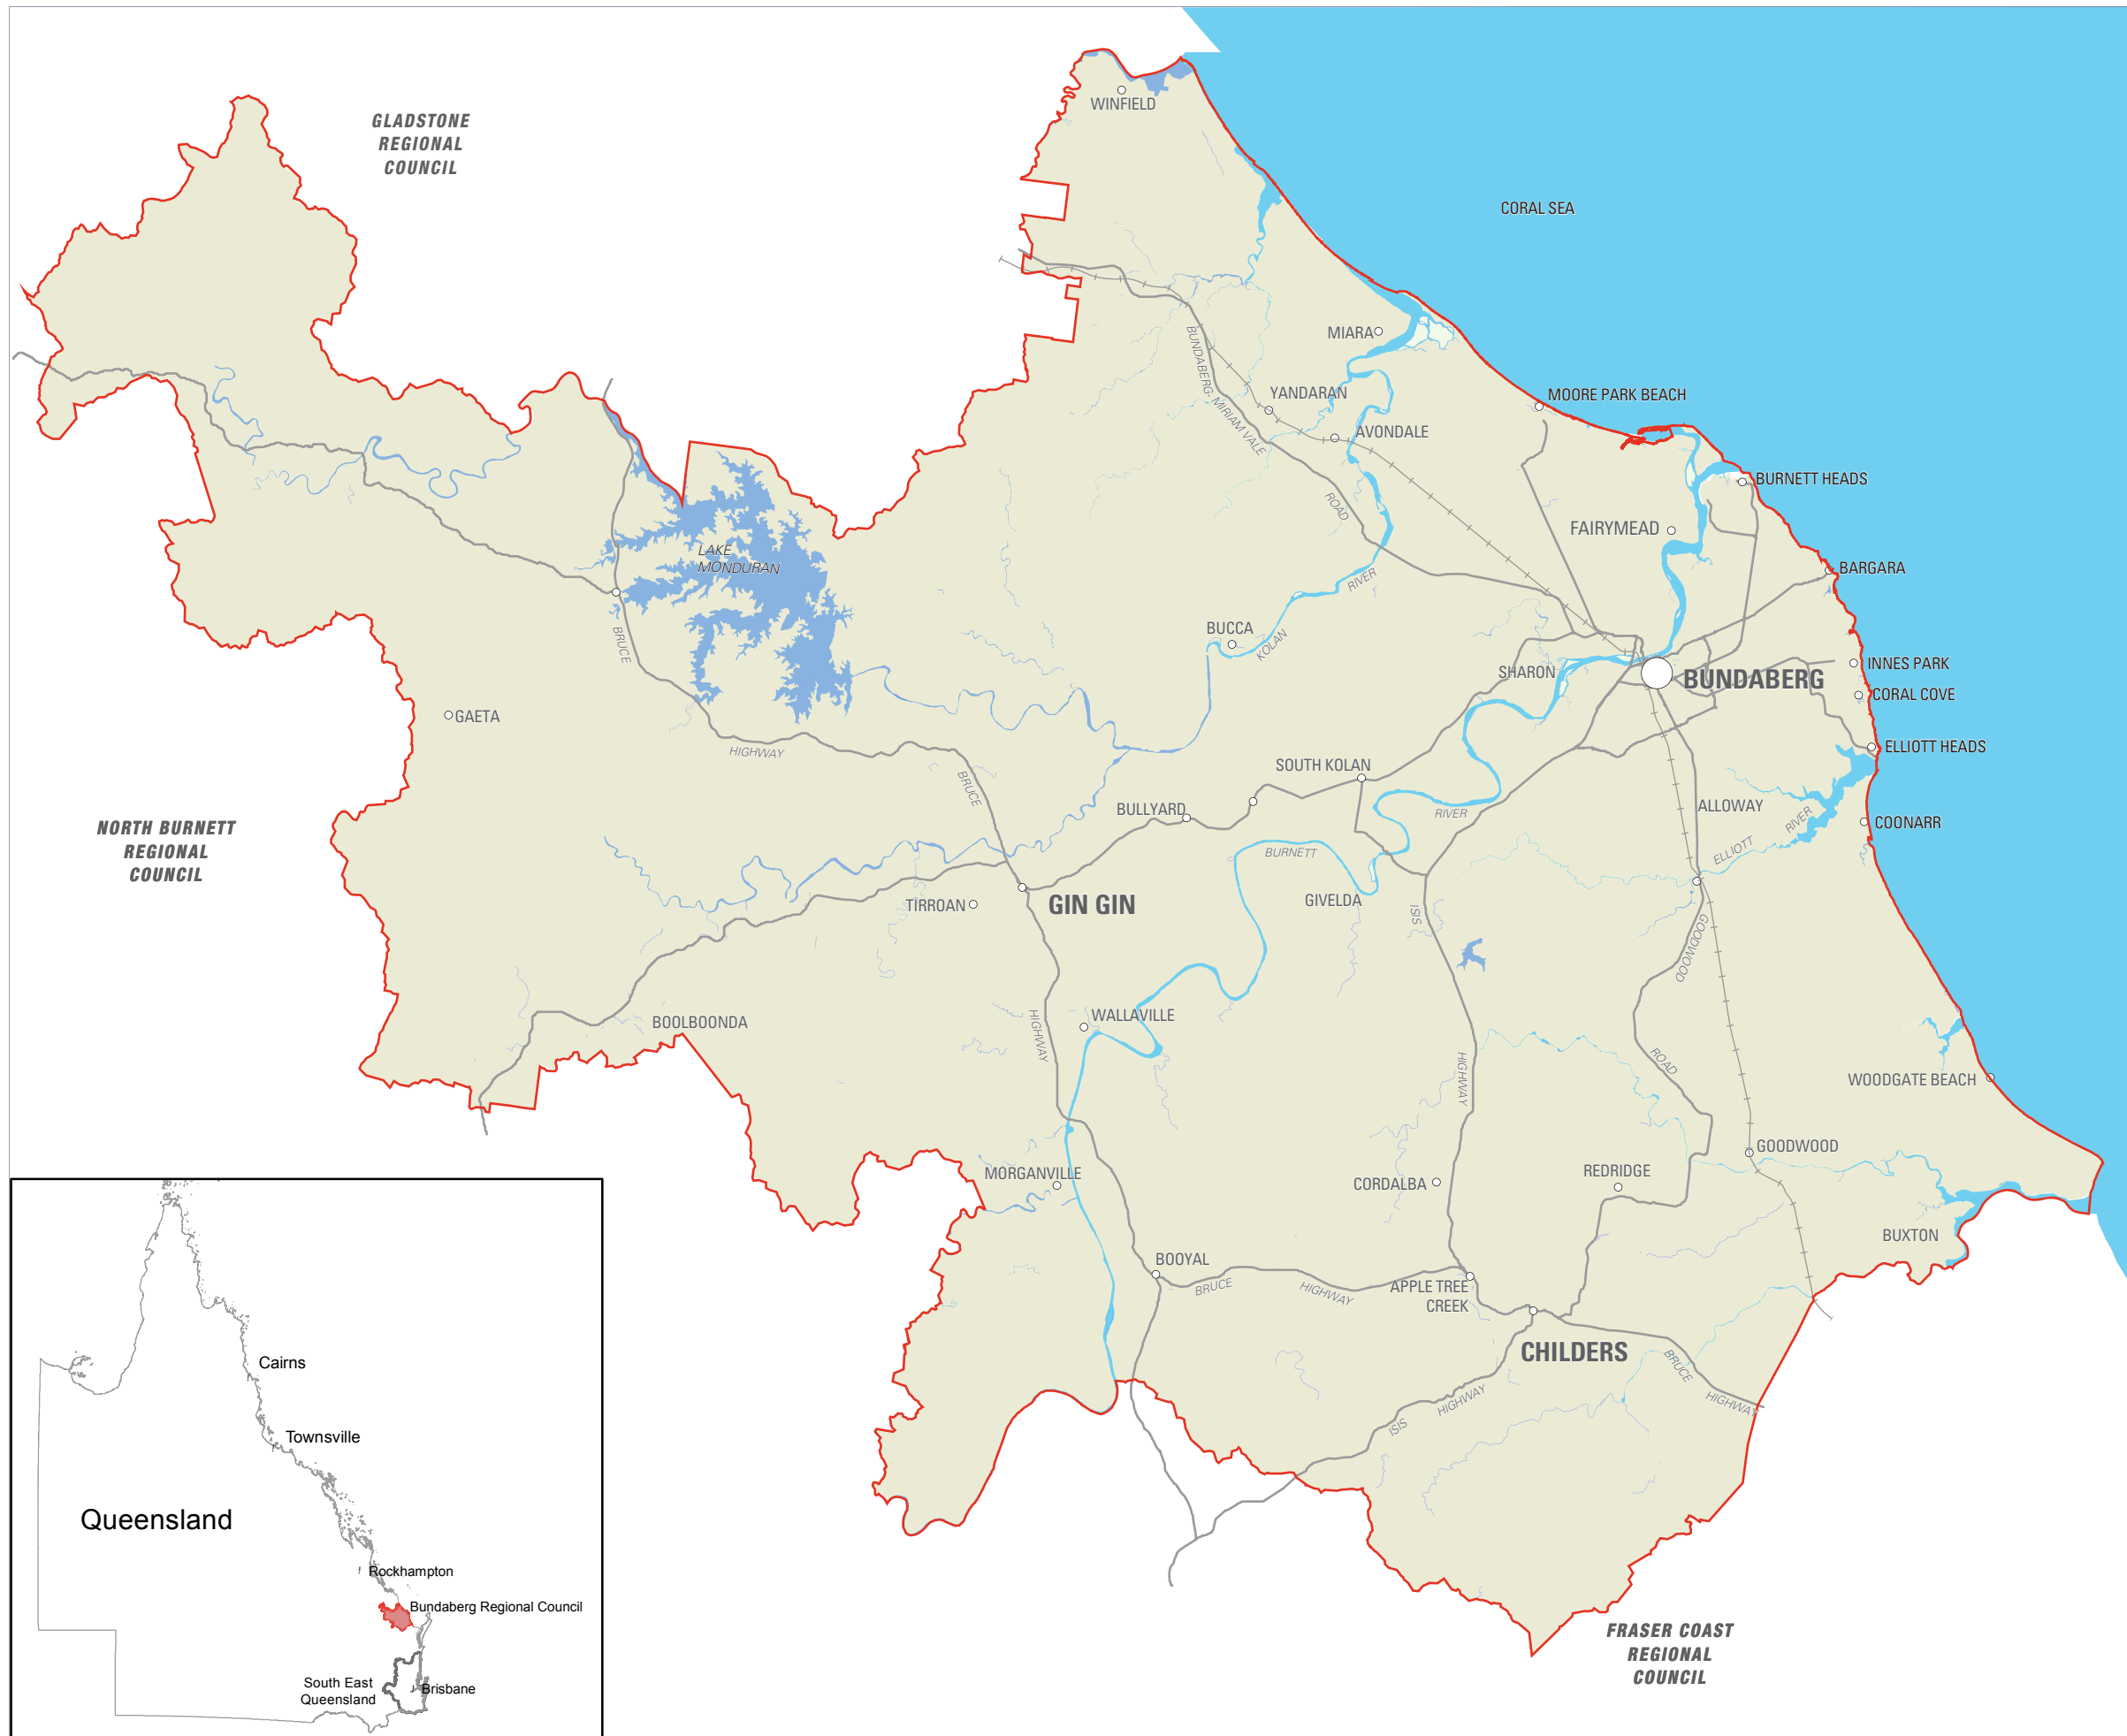 GLADSTONE
REGIONAL
COUNCIL
WINFIELD
CORAL SEA
MIARA
BUNDABERG- MIRIAM VALE
ROAD
YANDARAN
MOORE PARK BEACH
AVONDALE
BURNETT HEADS
FAIRYMEAD
LAKE
MONDURAN
BARGARA
RIVER
KOLAN
BUCCA
BRUCE
SHARON
INNES PARK
BUNDABERG
CORAL COVE
GAETA
HIGHWAY
ELLIOTT HEADS
SOUTH KOLAN
BRUCE
BULLYARD
RIVER
ALLOWAY
RIVER
ELLIOTT
COONARR
NORTH BURNETT
REGIONAL
COUNCIL
BURNETT
TIRROAN
GIN GIN
GIVELDA
ISIS
GOODWOOD
WALLAVILLE
BOOLBOONDA
HIGHWAY
HIGHWAY
ROAD
WOODGATE BEACH
GOODWOOD
MORGANVILLE
CORDALBA
REDRIDGE
BUXTON
BOOYAL
BRUCE
HIGHWAY
APPLE TREE
CREEK
CHILDERS
BRUCE
HIGHWAY
ISIS
HIGHWAY
FRASER COAST
REGIONAL
COUNCIL
Cairns
Townsville
Queensland
Rockhampton
Bundaberg Regional Council
South East
Queensland
Brisbane